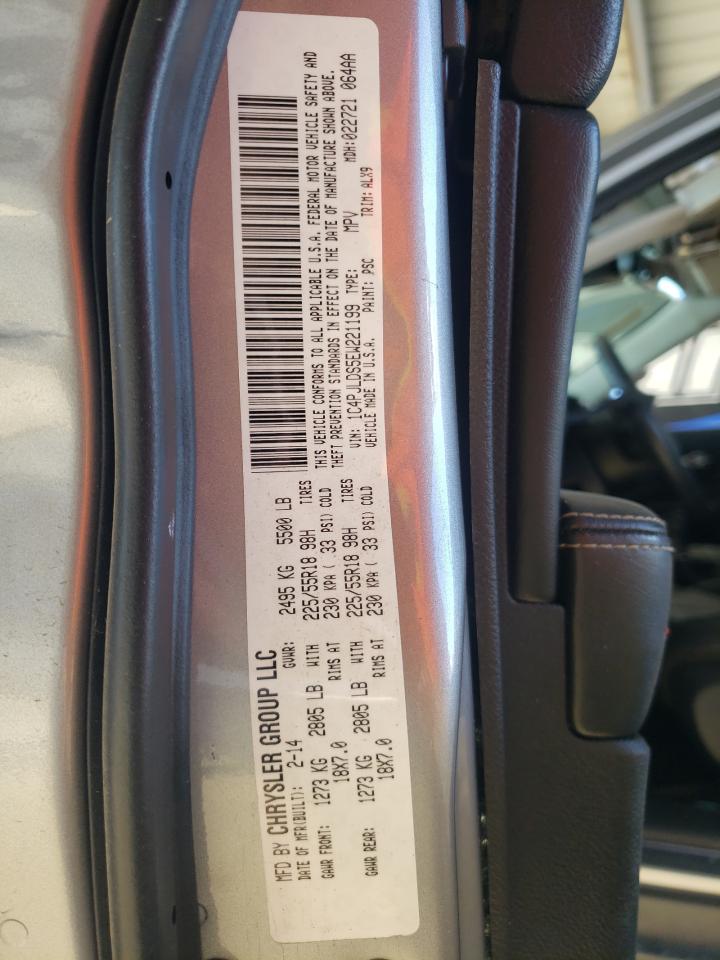 MFD BY CHRYSLER GROUP LLC
DATE OF MFR(BUILT): 2-14 GVWR: 2495 KG 5500 LB
GAWR FRONT: 1273 KG 2805 LB WITH 225/55R18 98H TIRES
18X7.0 RIMS AT 230 KPA ( 33 PSI) COLD
GAWR REAR: 1273 KG 2805 LB WITH 225/55R18 98H TIRES
18X7.0 RIMS AT 230 KPA ( 33 PSI) COLD
THIS VEHICLE CONFORMS TO ALL APPLICABLE U.S.A. FEDERAL MOTOR VEHICLE SAFETY AND
THEFT PREVENTION STANDARDS IN EFFECT ON THE DATE OF MANUFACTURE SHOWN ABOVE.
VIN: 1C4PJLDS5EW221199 TYPE: MPV MDH:022721 064AA
VEHICLE MADE IN U.S.A. PAINT: PSC TRIM: ALX9